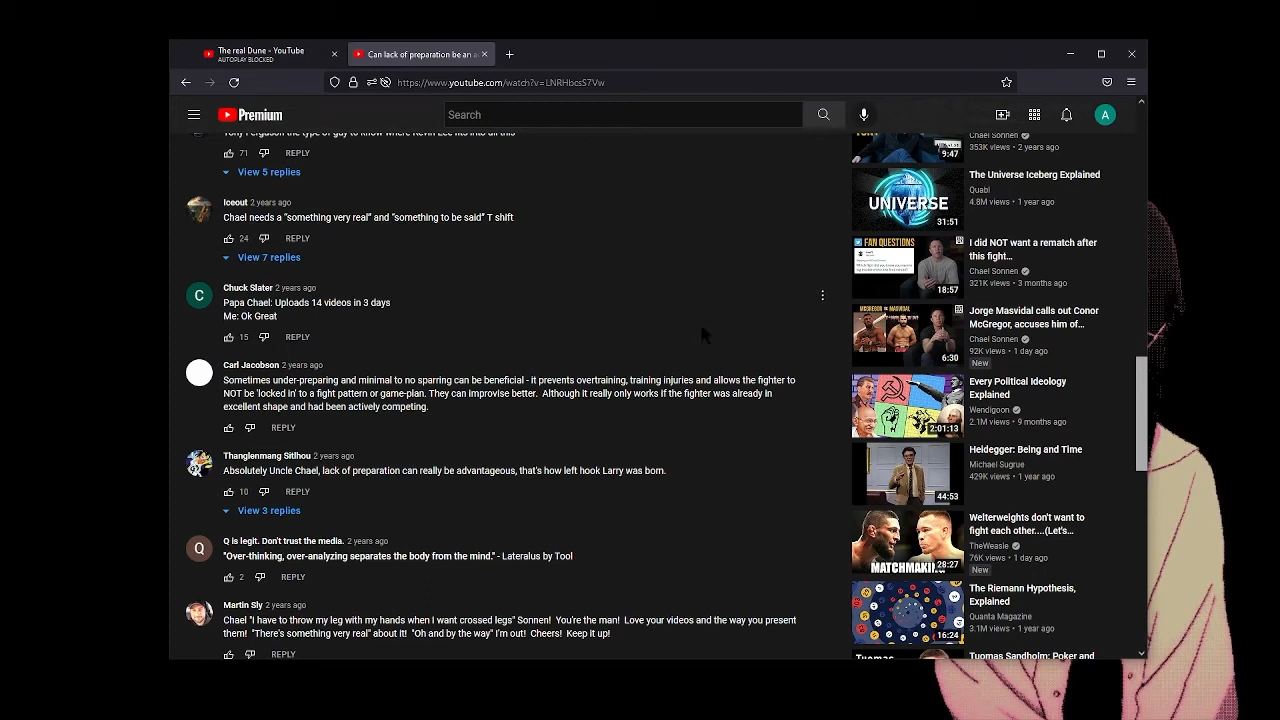 The real Dune - YouTube
AUTOPLAY BLOCKED
Can lack of preparation be an a
https://www.youtube.com/watch?v=LNRHbcsS7Vw
Premium
Search
A
Tony Ferguson the type of guy to know where Kevin Lee fits into all this
71 REPLY
View 5 replies
Iceout 2 years ago
Chael needs a "something very real" and "something to be said" T shift
24 REPLY
View 7 replies
C
Chuck Slater 2 years ago
Papa Chael: Uploads 14 videos in 3 days
Me: Ok Great
15 REPLY
Carl Jacobson 2 years ago
Sometimes under-preparing and minimal to no sparring can be beneficial - it prevents overtraining, training injuries and allows the fighter to
NOT be 'locked in' to a fight pattern or game-plan. They can improvise better. Although it really only works if the fighter was already in
excellent shape and had been actively competing.
REPLY
Thanglenmang Sitlhou 2 years ago
Absolutely Uncle Chael, lack of preparation can really be advantageous, that's how left hook Larry was born.
10 REPLY
View 3 replies
Q
Q is legit. Don't trust the media. 2 years ago
"Over-thinking, over-analyzing separates the body from the mind." - Lateralus by Tool
2 REPLY
Martin Sly 2 years ago
Chael "I have to move my leg with my hands when I want crossed legs" Sonnen! You're the man! Love your videos and the way you present
them! "There's something very real" about it! "Oh and by the way" I'm out! Cheers! Keep it up!
REPLY
9:47
Chael Sonnen
353K views • 2 years ago
UNIVERSE
31:51
The Universe Iceberg Explained
Quabl
4.8M views • 1 year ago
FAN QUESTIONS
18:57
I did NOT want a rematch after
this fight...
Chael Sonnen
321K views • 3 months ago
MCGREGOR vs MASVIDAL
6:30
Jorge Masvidal calls out Conor
McGregor, accuses him of...
Chael Sonnen
92K views • 1 day ago
New
2:01:13
Every Political Ideology
Explained
Wendigoon
2.1M views • 9 months ago
44:53
Heidegger: Being and Time
Michael Sugrue
429K views • 1 year ago
MATCHMAKING
28:27
Welterweights don't want to
fight each other....(Let's...
TheWeasle
76K views • 1 day ago
New
16:24
The Riemann Hypothesis,
Explained
Quanta Magazine
3.1M views • 1 year ago
Tuomas
Tuomas Sandholm: Poker and